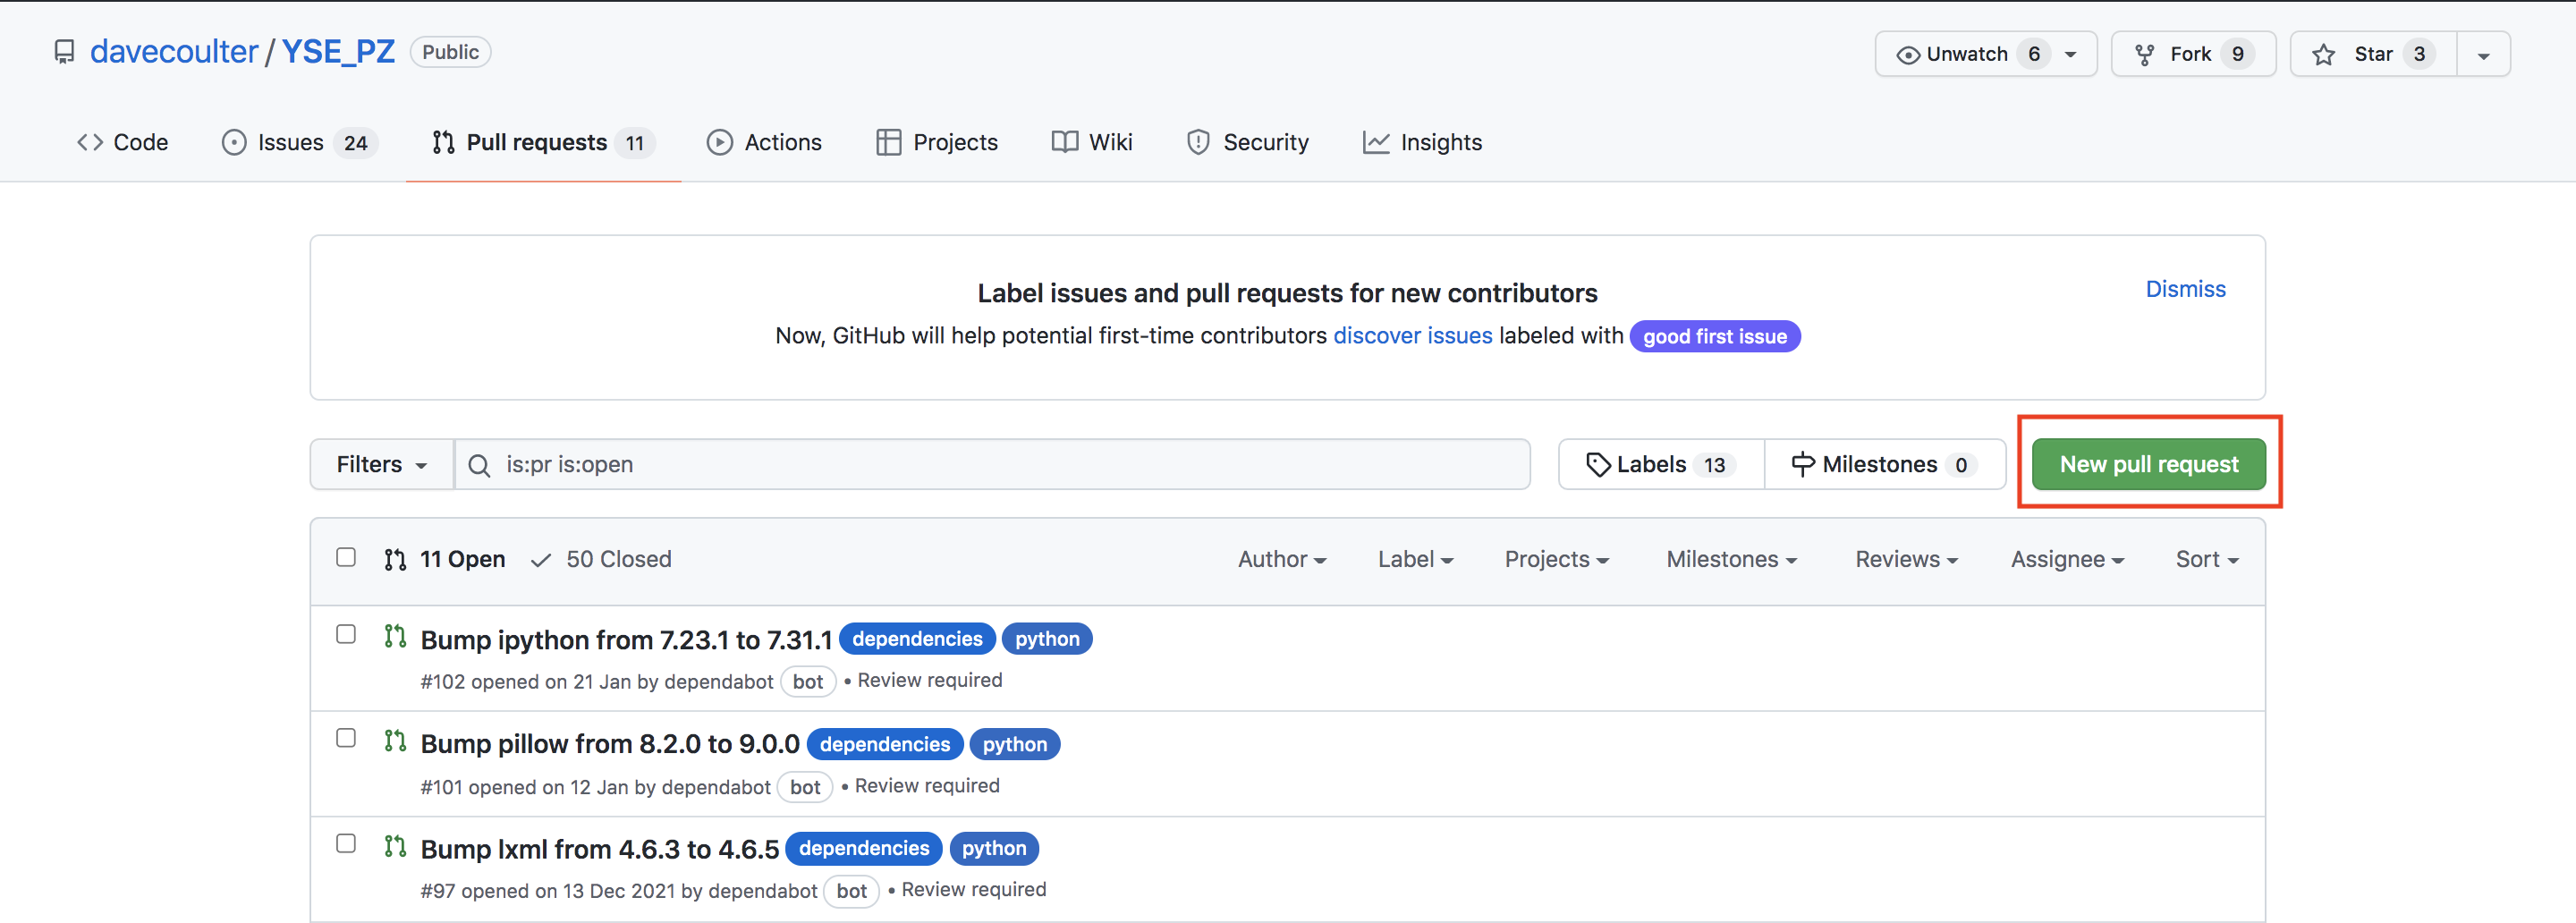 davecoulter / YSE_PZ Public Unwatch 6 Fork 9 Star 3
Code Issues 24 Pull requests 11 Actions Projects Wiki Security Insights
Label issues and pull requests for new contributors
Dismiss
Now, GitHub will help potential first-time contributors discover issues labeled with good first issue
Filters is:pr is:open Labels 13 Milestones 0 New pull request
11 Open 50 Closed Author Label Projects Milestones Reviews Assignee Sort
Bump ipython from 7.23.1 to 7.31.1 dependencies python
#102 opened on 21 Jan by dependabot bot • Review required
Bump pillow from 8.2.0 to 9.0.0 dependencies python
#101 opened on 12 Jan by dependabot bot • Review required
Bump lxml from 4.6.3 to 4.6.5 dependencies python
#97 opened on 13 Dec 2021 by dependabot bot • Review required